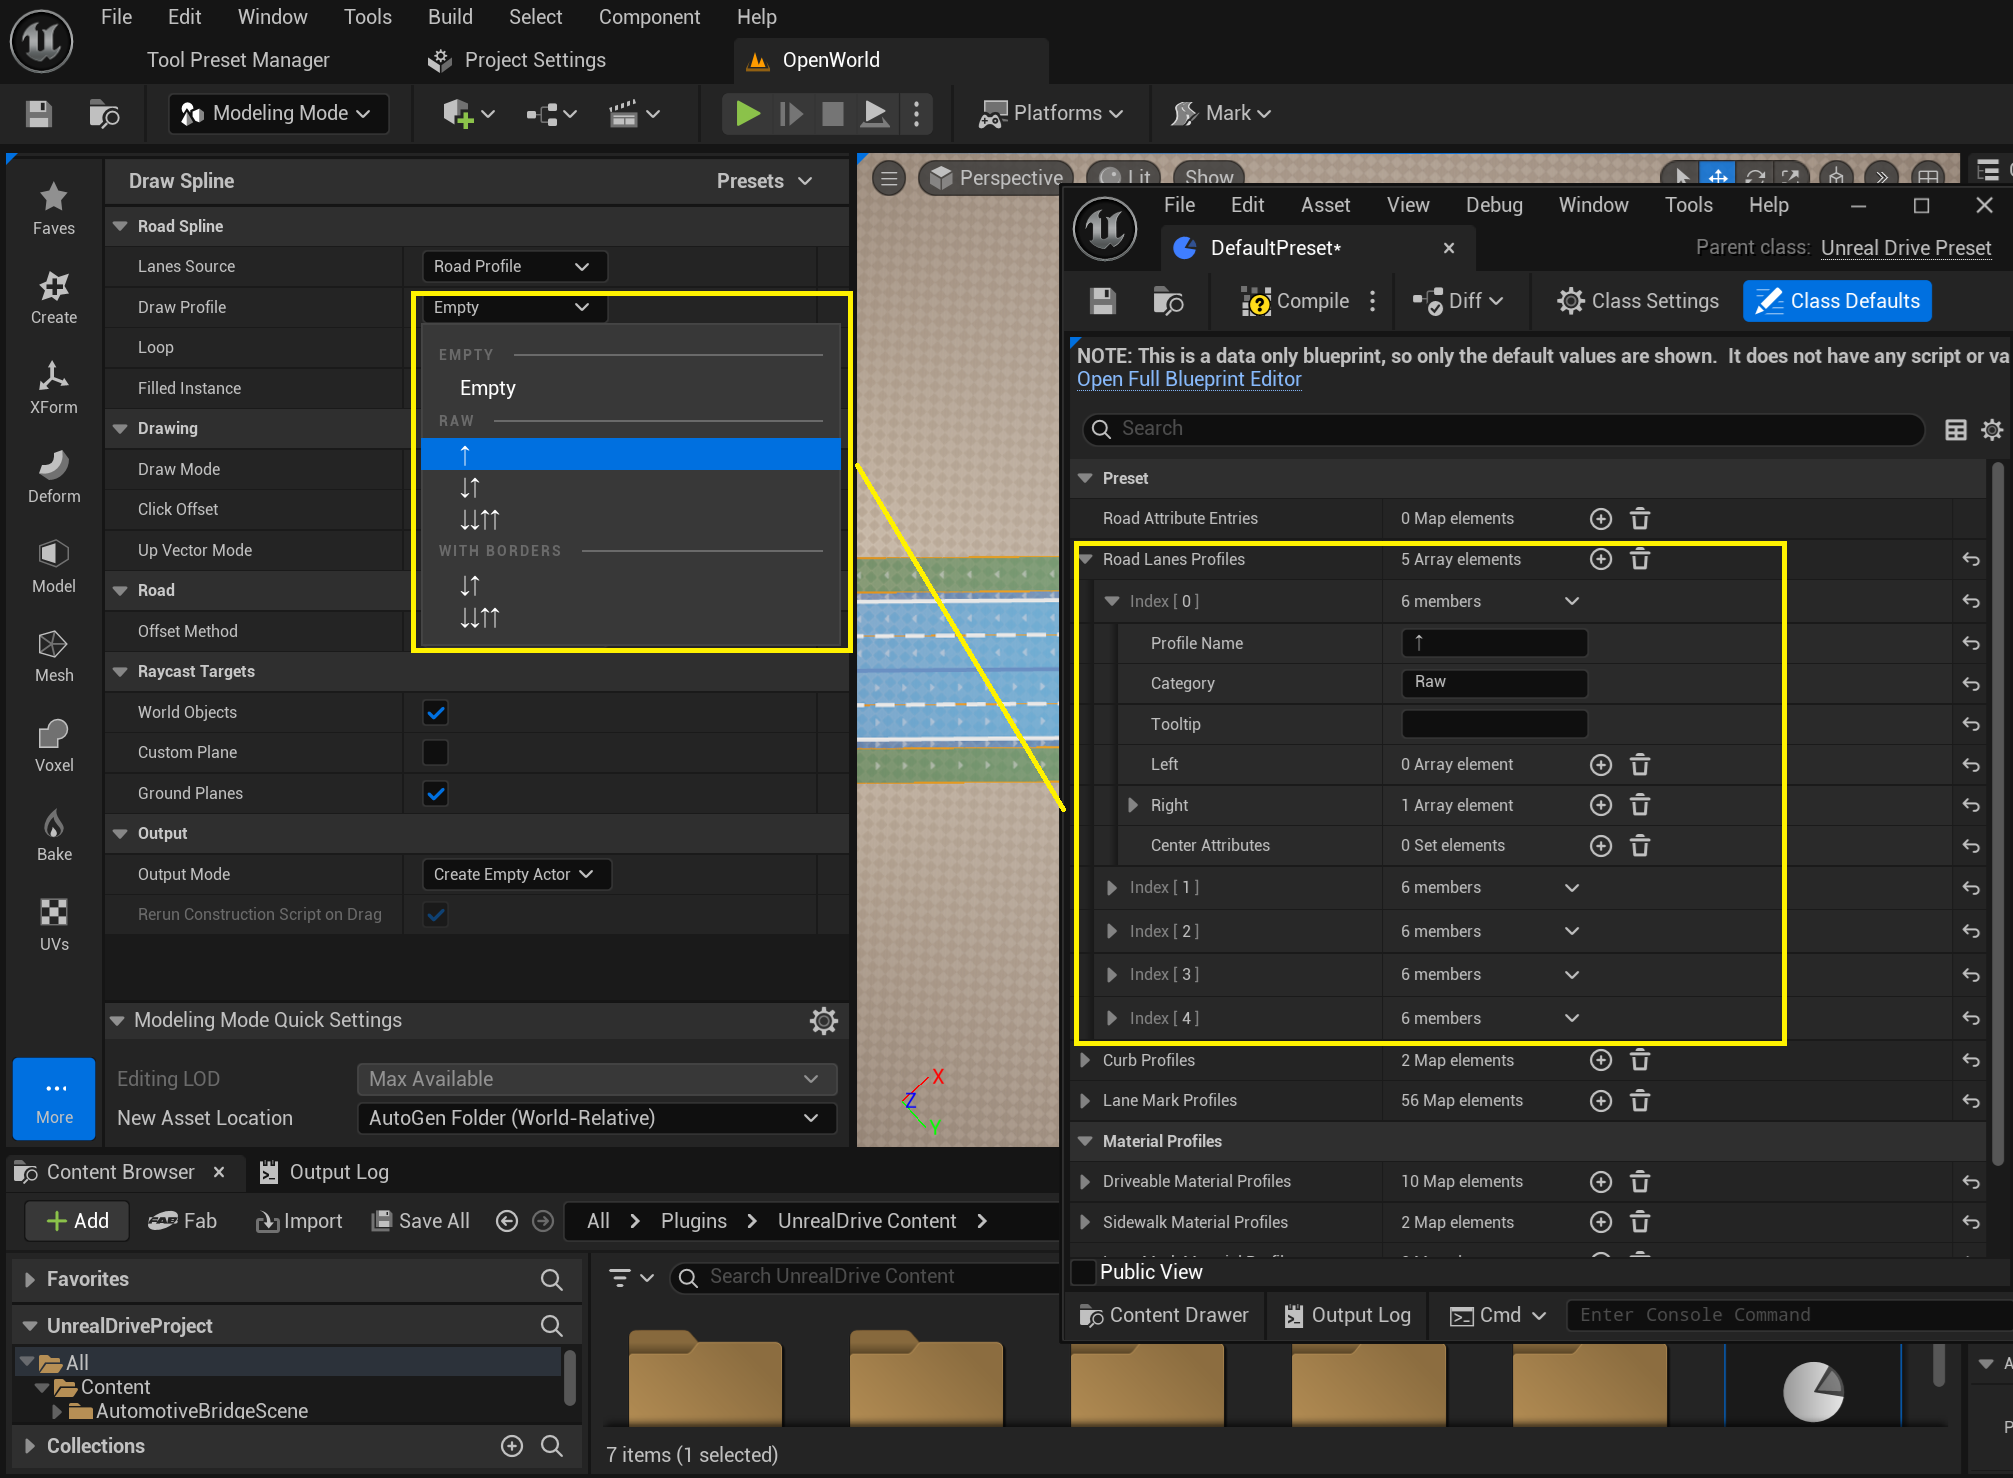 File Edit Window Tools Build Select Component Help
Tool Preset Manager Project Settings OpenWorld
Modeling Mode Platforms Mark
Faves
Create
XForm
Deform
Model
Mesh
Voxel
Bake
UVs
More
Draw Spline Presets
Road Spline
Lanes Source Road Profile
Draw Profile Empty
Loop
Filled Instance
Drawing
Draw Mode
Click Offset
Up Vector Mode
Road
Offset Method
Raycast Targets
World Objects
Custom Plane
Ground Planes
Output
Output Mode Create Empty Actor
Rerun Construction Script on Drag
EMPTY
Empty
RAW
↑
↓↑
↓↓↑↑
WITH BORDERS
↓↑
↓↓↑↑
Modeling Mode Quick Settings
Editing LOD Max Available
New Asset Location AutoGen Folder (World-Relative)
Perspective Lit Show
X
Z
Y
File Edit Asset View Debug Window Tools Help
DefaultPreset* Parent class: Unreal Drive Preset
Compile Diff Class Settings Class Defaults
NOTE: This is a data only blueprint, so only the default values are shown. It does not have any script or va
Open Full Blueprint Editor
Search
Preset
Road Attribute Entries 0 Map elements
Road Lanes Profiles 5 Array elements
Index [ 0 ] 6 members
Profile Name ↑
Category Raw
Tooltip
Left 0 Array element
Right 1 Array element
Center Attributes 0 Set elements
Index [ 1 ] 6 members
Index [ 2 ] 6 members
Index [ 3 ] 6 members
Index [ 4 ] 6 members
Curb Profiles 2 Map elements
Lane Mark Profiles 56 Map elements
Material Profiles
Driveable Material Profiles 10 Map elements
Sidewalk Material Profiles 2 Map elements
Public View
Content Drawer Output Log Cmd Enter Console Command
Content Browser Output Log
Add Fab Import Save All All Plugins UnrealDrive Content
Favorites
UnrealDriveProject
All
Content
AutomotiveBridgeScene
Collections
Search UnrealDrive Content
7 items (1 selected)